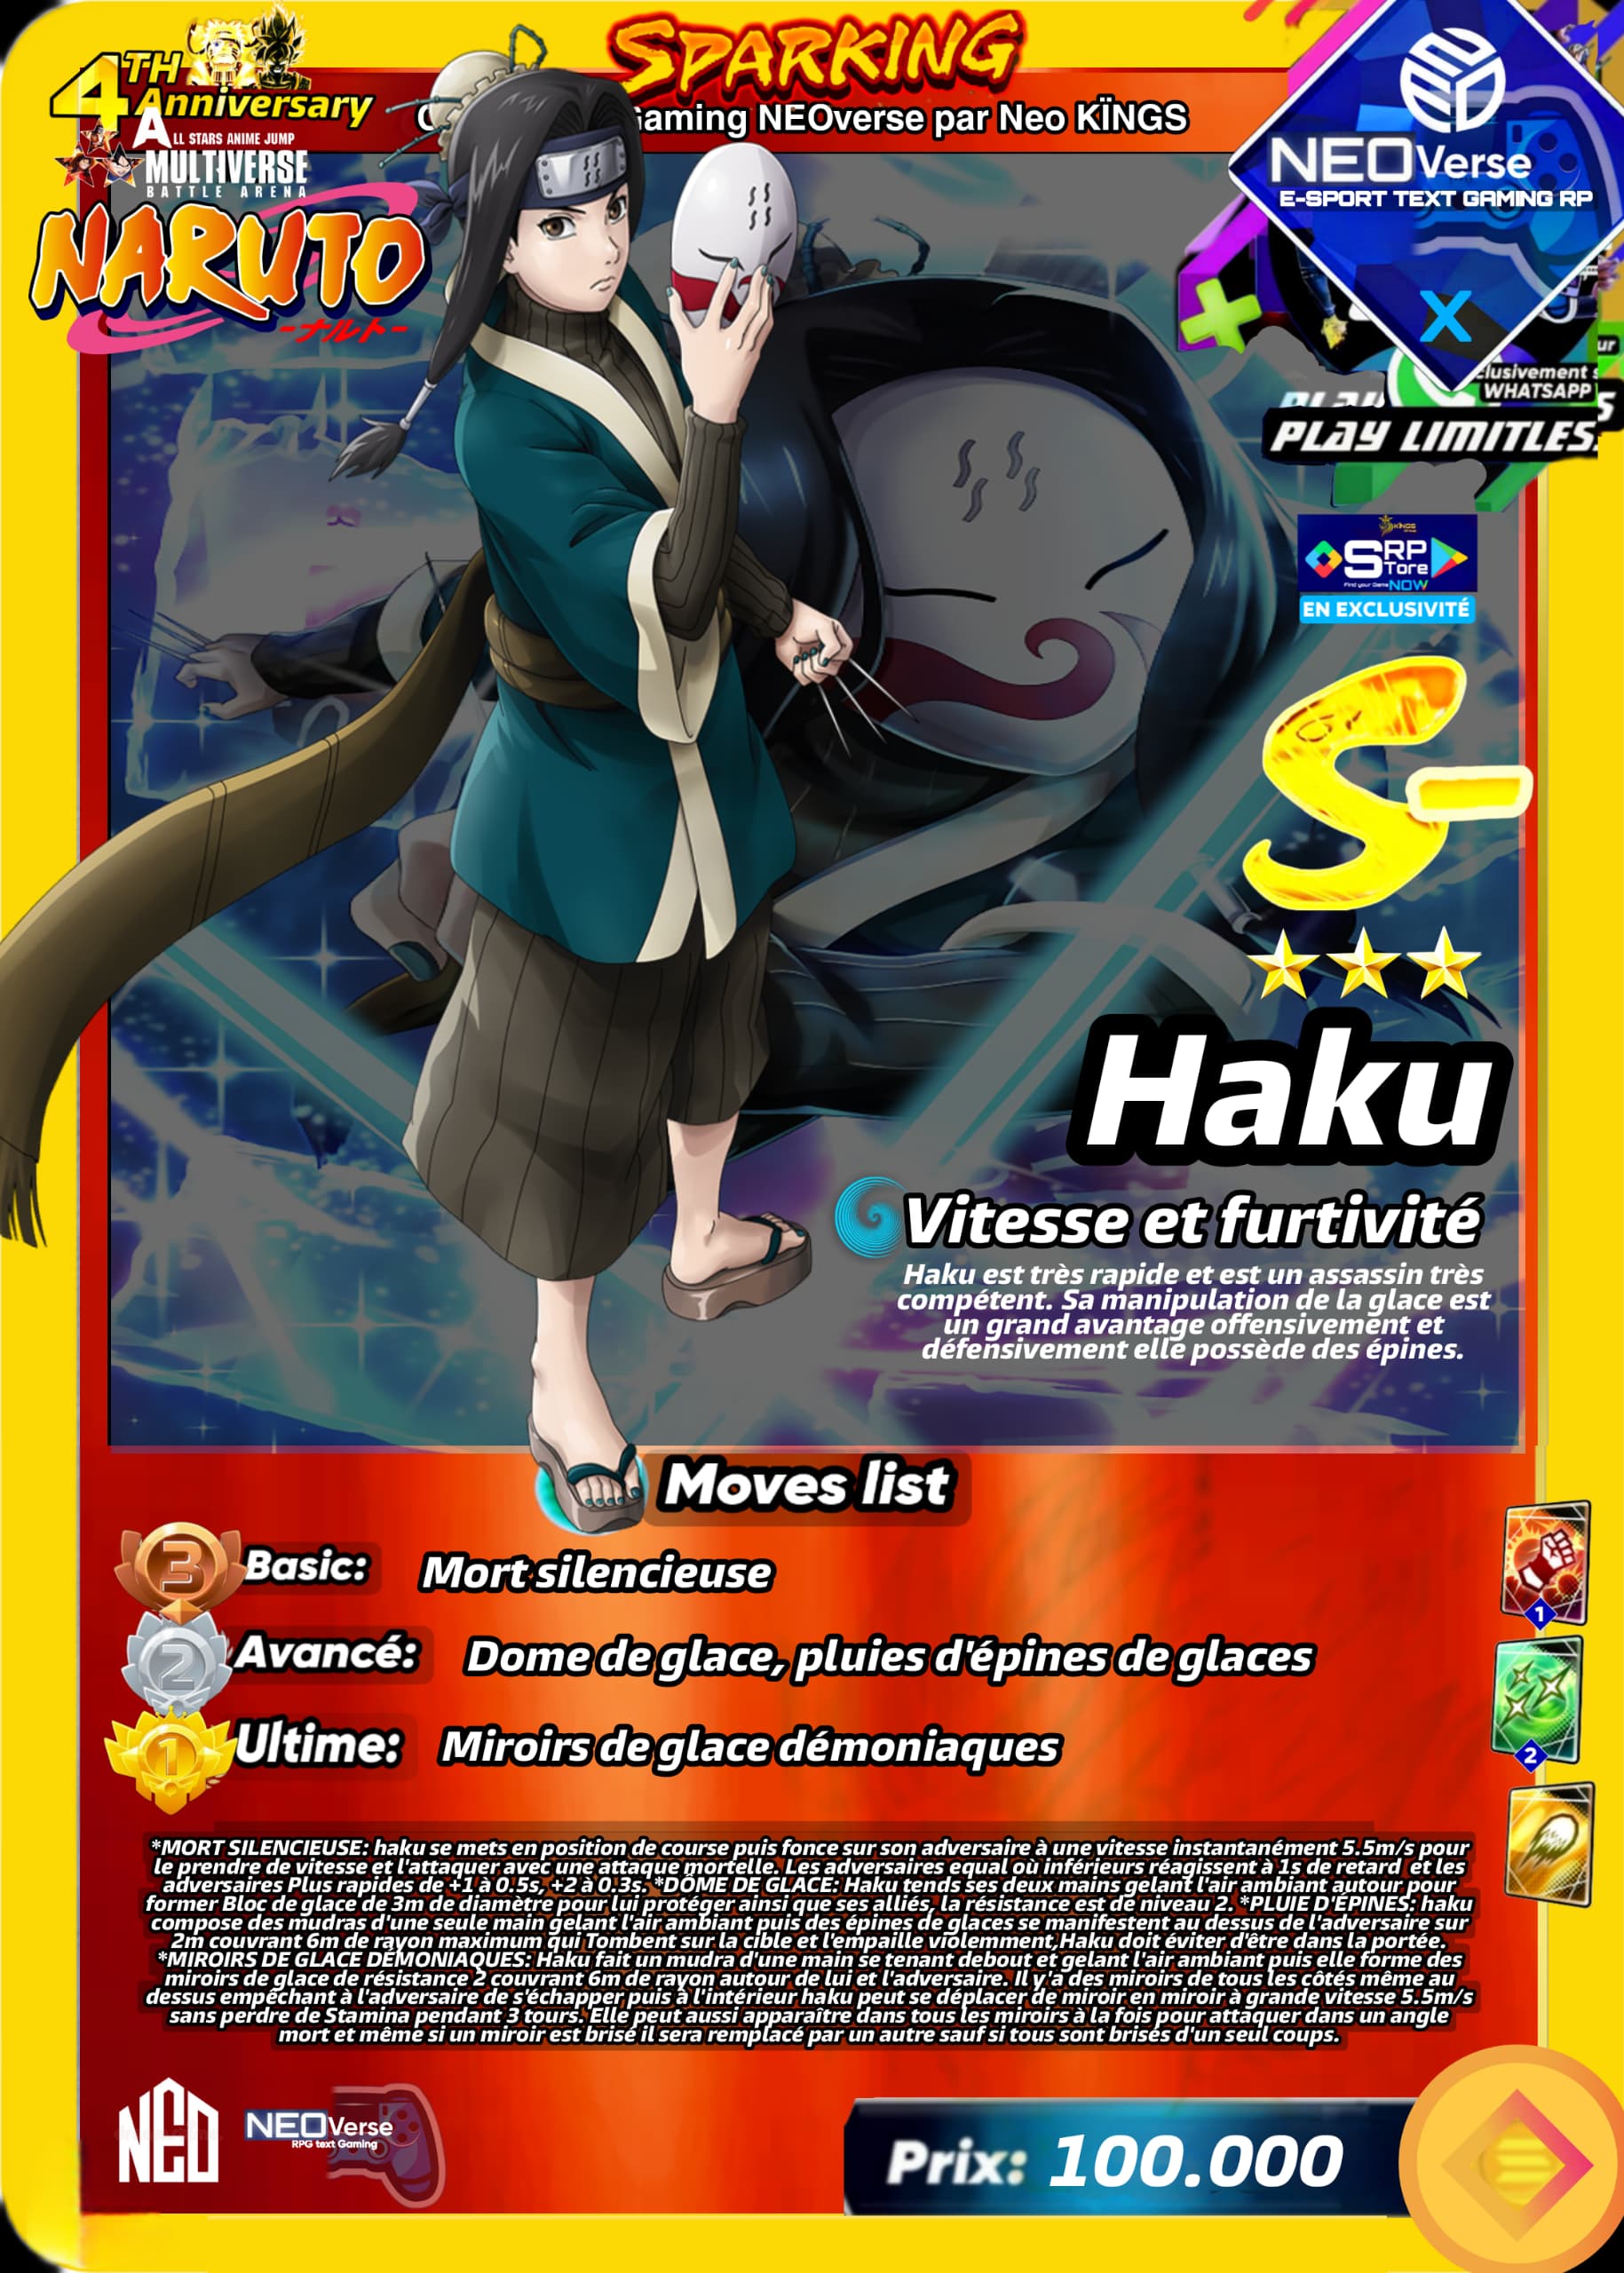 4TH
Anniversary
SPARKING
Gaming NEOverse par Neo KÏNGS
ALL STARS ANIME JUMP
MULTIVERSE
BATTLE ARENA
NARUTO
-ナルト-
NEOVerse
E-SPORT TEXT GAMING RP
X
WHATSAPP
PLAY LIMITLES
SRP
Tore
Find your Game NOW
EN EXCLUSIVITÉ
S-
Haku
Vitesse et furtivité
Haku est très rapide et est un assassin très
compétent. Sa manipulation de la glace est
un grand avantage offensivement et
défensivement elle possède des épines.
Moves list
3 Basic: Mort silencieuse
1
2 Avancé: Dome de glace, pluies d'épines de glaces
2
1 Ultime: Miroirs de glace démoniaques
*MORT SILENCIEUSE: haku se mets en position de course puis fonce sur son adversaire à une vitesse instantanément 5.5m/s pour
le prendre de vitesse et l'attaquer avec une attaque mortelle. Les adversaires equal où inférieurs réagissent à 1s de retard et les
adversaires Plus rapides de +1 à 0.5s, +2 à 0.3s. *DÔME DE GLACE: Haku tends ses deux mains gelant l'air ambiant autour pour
former Bloc de glace de 3m de diamètre pour lui protéger ainsi que ses alliés, la résistance est de niveau 2. *PLUIE D'ÉPINES: haku
compose des mudras d'une seule main gelant l'air ambiant puis des épines de glaces se manifestent au dessus de l'adversaire sur
2m couvrant 6m de rayon maximum qui Tombent sur la cible et l'empaille violemment,Haku doit éviter d'être dans la portée.
*MIROIRS DE GLACE DÉMONIAQUES: Haku fait un mudra d'une main se tenant debout et gelant l'air ambiant puis elle forme des
miroirs de glace de résistance 2 couvrant 6m de rayon autour de lui et l'adversaire. Il y'a des miroirs de tous les côtés même au
dessus empêchant à l'adversaire de s'échapper puis à l'intérieur haku peut se déplacer de miroir en miroir à grande vitesse 5.5m/s
sans perdre de Stamina pendant 3 tours. Elle peut aussi apparaître dans tous les miroirs à la fois pour attaquer dans un angle
mort et même si un miroir est brisé il sera remplacé par un autre sauf si tous sont brisés d'un seul coups.
NEO
NEOVerse
RPG text Gaming
Prix: 100.000